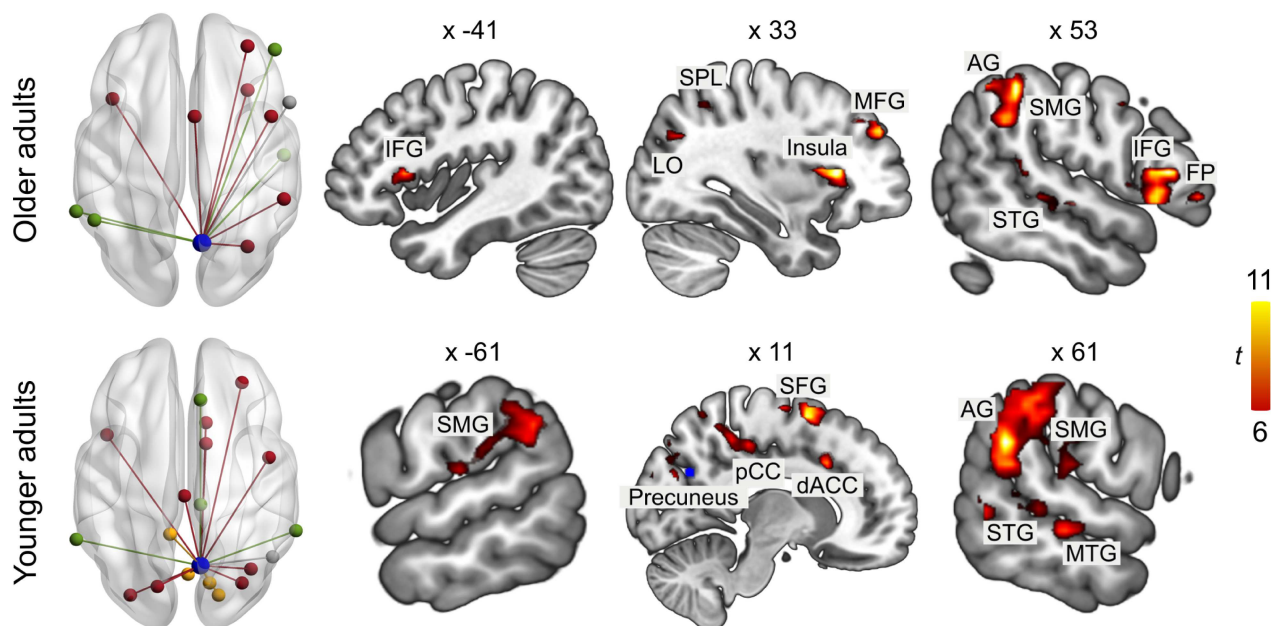 Older adults
x -41
x 33
x 53
IFG
SPL
MFG
LO
Insula
AG
SMG
IFG
FP
STG
11
t
6
Younger adults
x -61
x 11
x 61
SMG
SFG
pCC
dACC
Precuneus
AG
SMG
STG
MTG